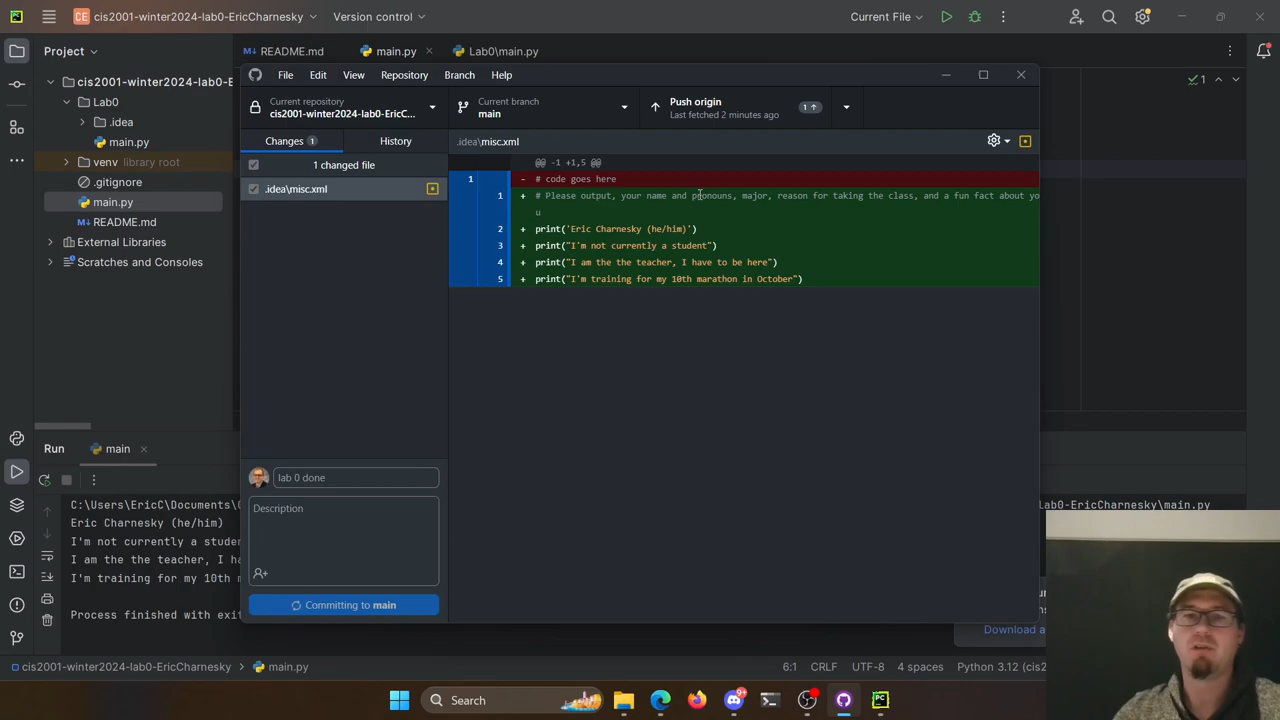 cis2001-winter2024-lab0-EricCharnesky
Version control
Current File
Project
README.md
main.py
Lab0\main.py
cis2001-winter2024-lab0-E
Lab0
.idea
main.py
venv library root
.gitignore
main.py
README.md
External Libraries
Scratches and Consoles
File
Edit
View
Repository
Branch
Help
Current repository
cis2001-winter2024-lab0-EricC...
Current branch
main
Push origin
Last fetched 2 minutes ago
1
Changes 1
History
1 changed file
.idea\misc.xml
.idea\misc.xml
@@ -1 +1,5 @@
1 - # code goes here
1 + # Please output, your name and pronouns, major, reason for taking the class, and a fun fact about yo
u
2 + print('Eric Charnesky (he/him)')
3 + print("I'm not currently a student")
4 + print("I am the the teacher, I have to be here")
5 + print("I'm training for my 10th marathon in October")
lab 0 done
Description
Committing to main
Run
main
C:\Users\EricC\Documents\
Lab0-EricCharnesky\main.py
Eric Charnesky (he/him)
I'm not currently a stude
I am the the teacher, I ha
I'm training for my 10th m
Process finished with exit
Download a
cis2001-winter2024-lab0-EricCharnesky
main.py
6:1
CRLF
UTF-8
4 spaces
Python 3.12 (cis2
Search